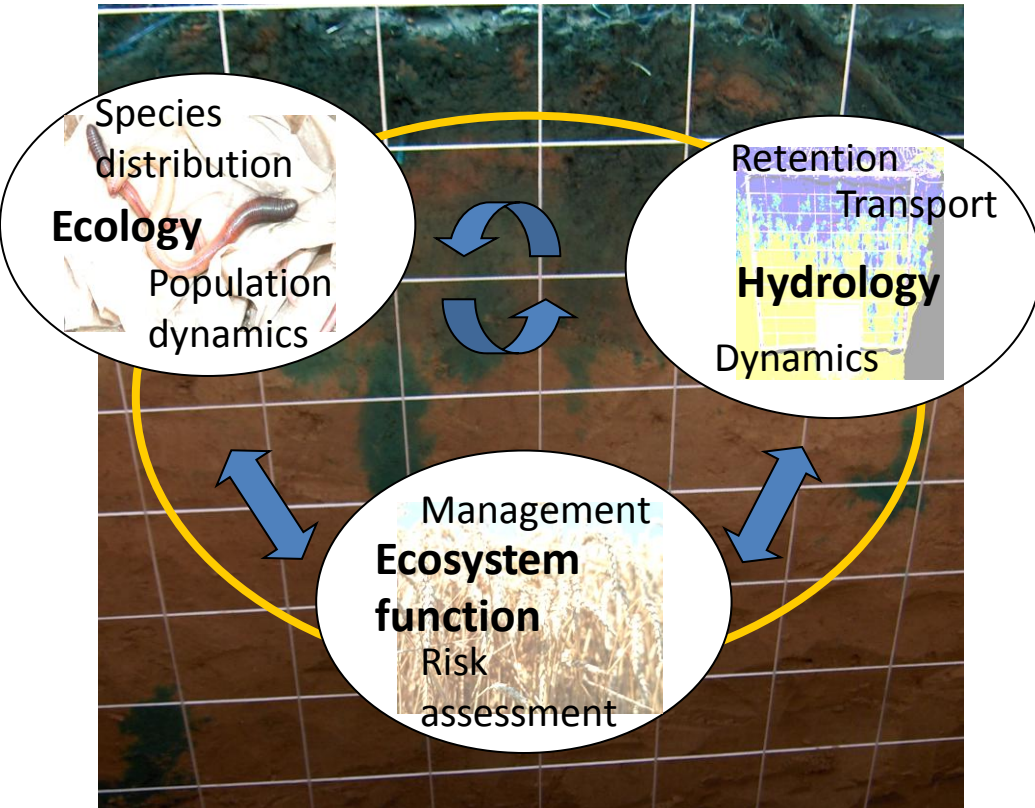 Species
distribution
Ecology
Population
dynamics
Retention
Transport
Hydrology
Dynamics
Management
Ecosystem
function
Risk
assessment